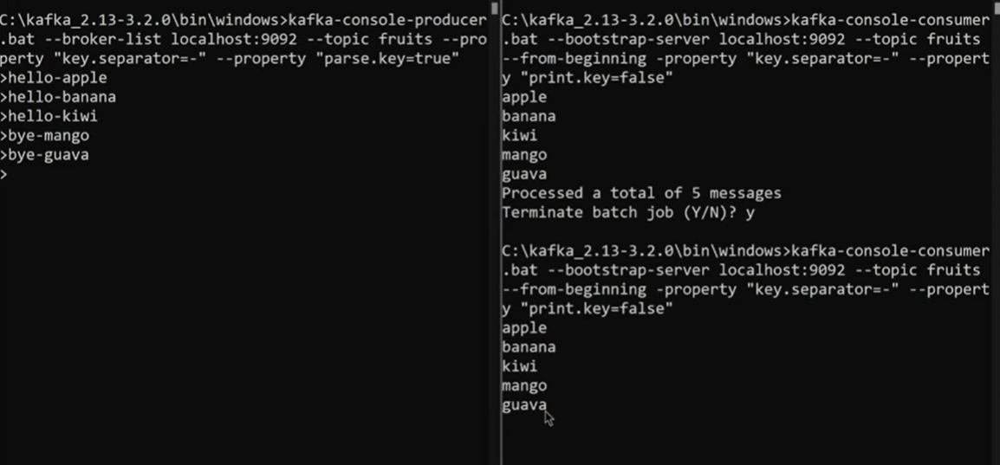 C:\kafka_2.13-3.2.0\bin\windows>kafka-console-producer
.bat --broker-list localhost:9092 --topic fruits --pro
perty "key.separator=-" --property "parse.key=true"
>hello-apple
>hello-banana
>hello-kiwi
>bye-mango
>bye-guava
>
C:\kafka_2.13-3.2.0\bin\windows>kafka-console-consumer
.bat --bootstrap-server localhost:9092 --topic fruits
--from-beginning -property "key.separator=-" --propert
y "print.key=false"
apple
banana
kiwi
mango
guava
Processed a total of 5 messages
Terminate batch job (Y/N)? y
C:\kafka_2.13-3.2.0\bin\windows>kafka-console-consumer
.bat --bootstrap-server localhost:9092 --topic fruits
--from-beginning -property "key.separator=-" --propert
y "print.key=false"
apple
banana
kiwi
mango
guava